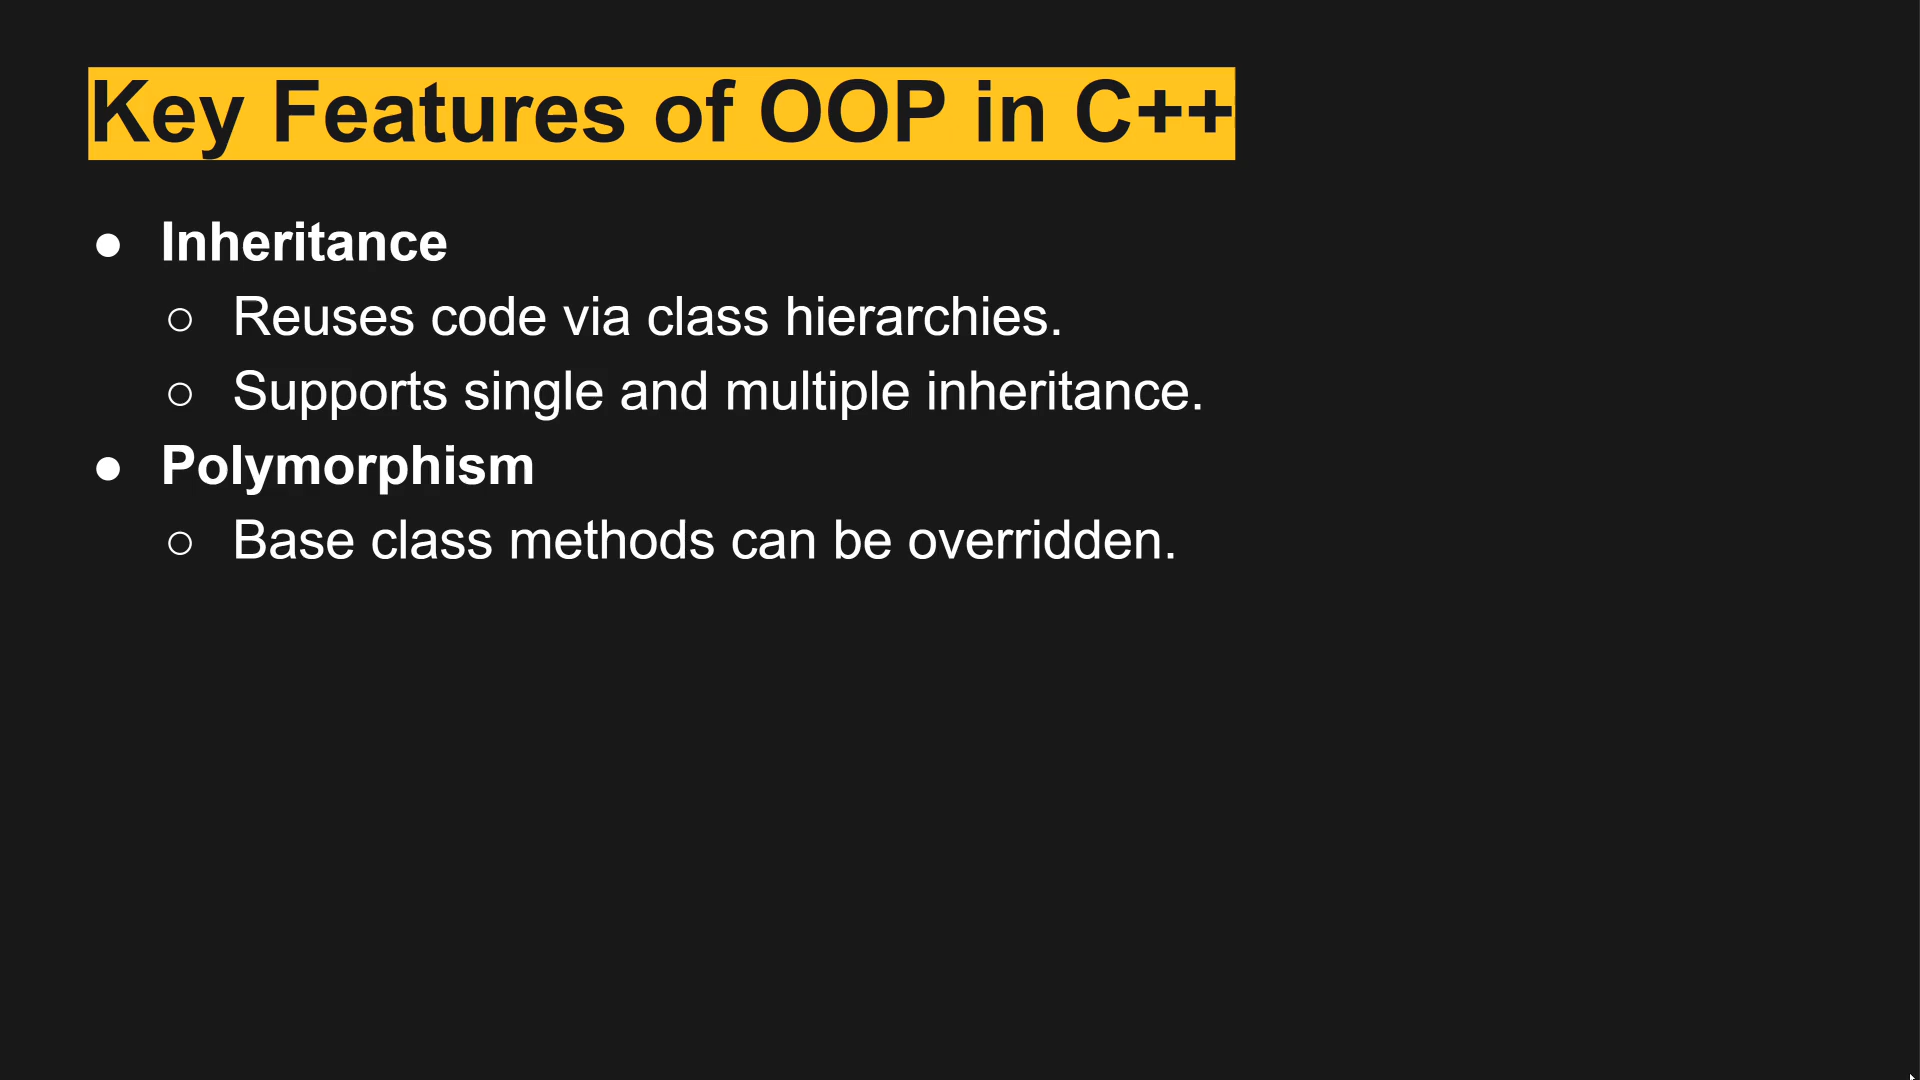 Key Features of OOP in C++
● Inheritance
○ Reuses code via class hierarchies.
○ Supports single and multiple inheritance.
● Polymorphism
○ Base class methods can be overridden.